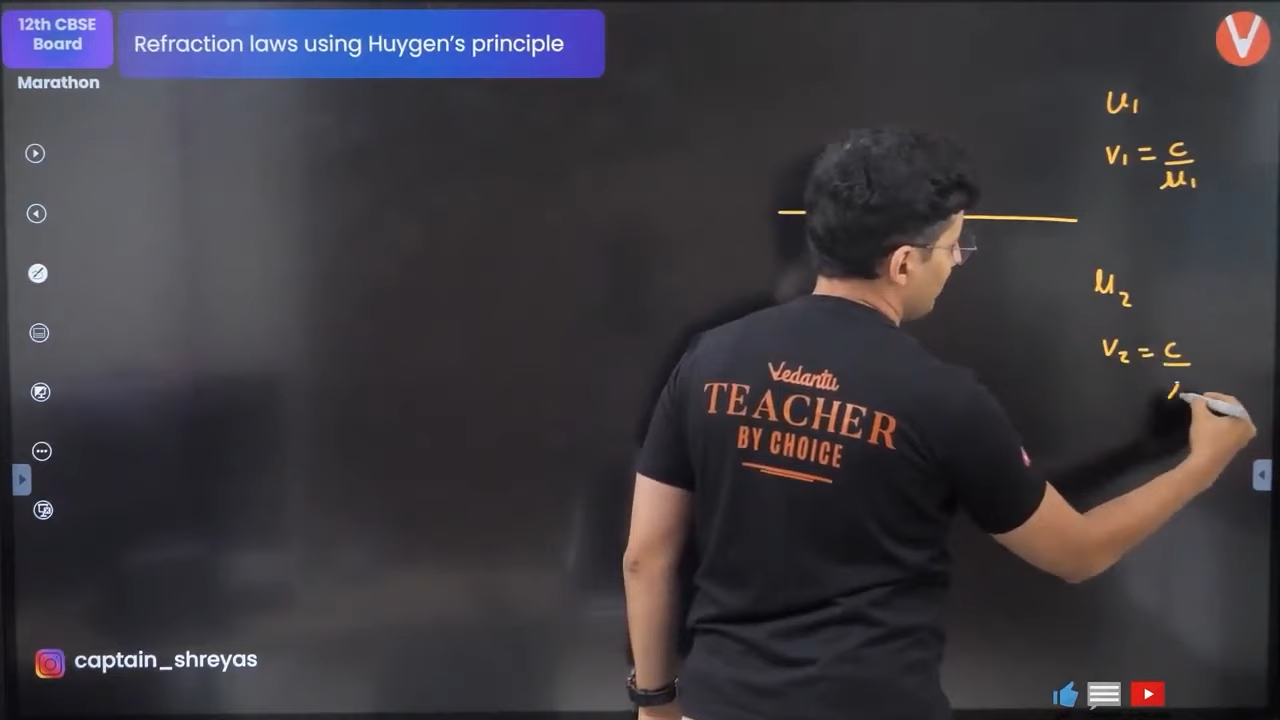 12th CBSE
Board
Marathon
Refraction laws using Huygen's principle
μ₁
v₁ = c/μ₁
μ₂
v₂ = c/
Vedantu
TEACHER
BY CHOICE
captain_shreyas